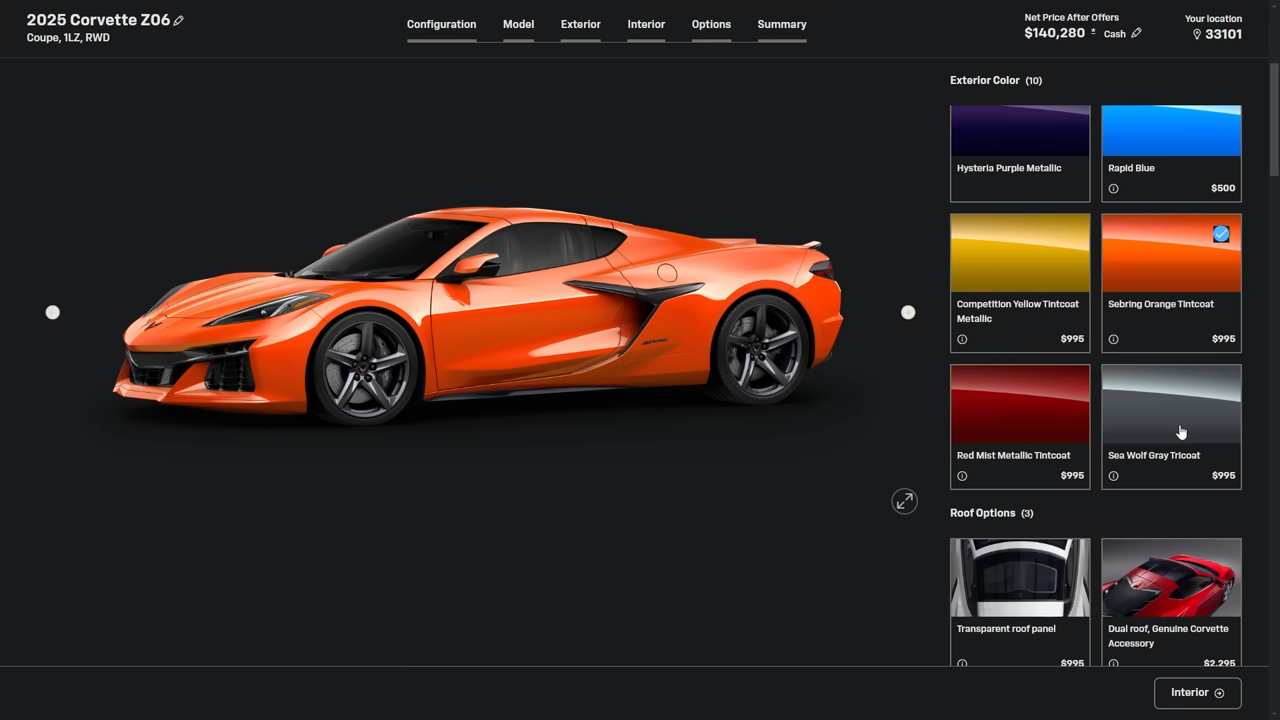 2025 Corvette Z06
Coupe, 1LZ, RWD
Configuration
Model
Exterior
Interior
Options
Summary
Net Price After Offers
$140,280 * Cash
Your location
33101
Exterior Color (10)
Hysteria Purple Metallic
Rapid Blue
$500
Competition Yellow Tintcoat
Metallic
$995
Sebring Orange Tintcoat
$995
Red Mist Metallic Tintcoat
$995
Sea Wolf Gray Tricoat
$995
Roof Options (3)
Transparent roof panel
$995
Dual roof, Genuine Corvette
Accessory
$2,295
Interior